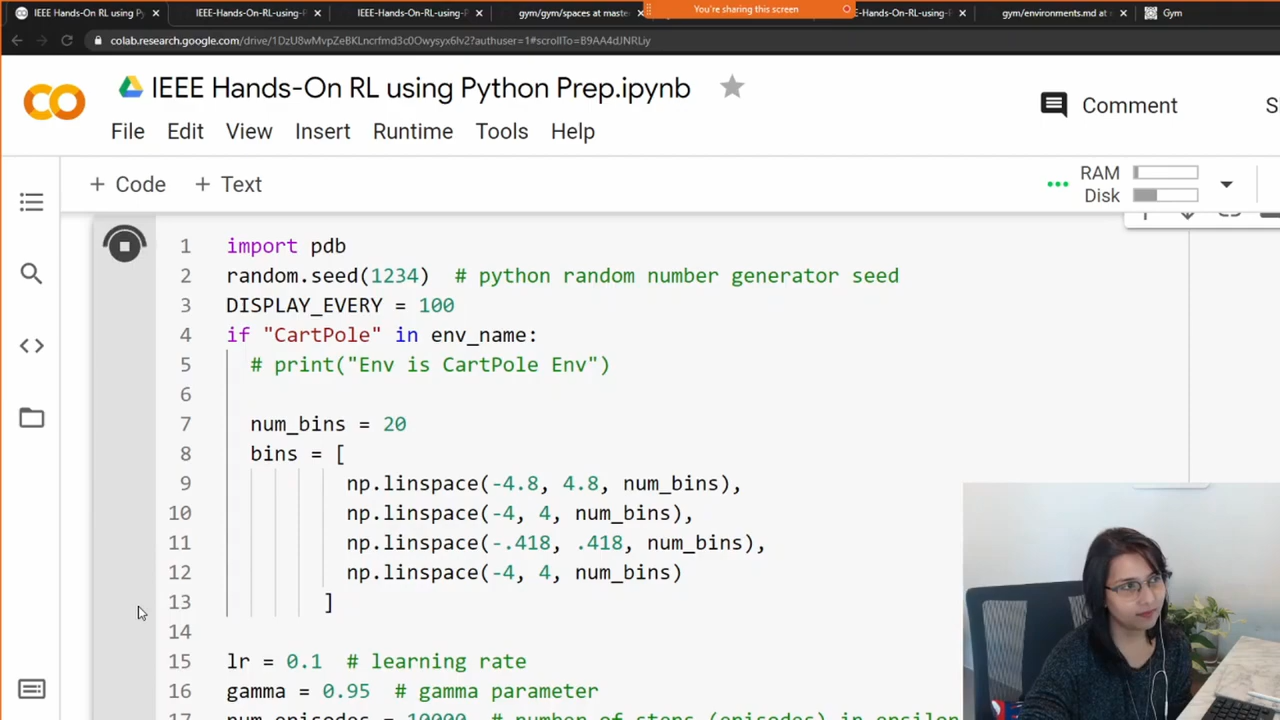 IEEE Hands-On RL using Py
IEEE-Hands-On-RL-using-P
IEEE-Hands-On-RL-using-P
gym/gym/spaces at maste
You're sharing this screen
-Hands-On-RL-using-
gym/environments.md at
Gym
colab.research.google.com/drive/1DzU8wMvpZeBKLncrfmd3c0Owysyx6lv2?authuser=1#scrollTo=B9AA4dJNRLiy
IEEE Hands-On RL using Python Prep.ipynb
Comment
S
File Edit View Insert Runtime Tools Help
+ Code + Text
RAM
Disk
1 import pdb
2 random.seed(1234) # python random number generator seed
3 DISPLAY_EVERY = 100
4 if "CartPole" in env_name:
5 # print("Env is CartPole Env")
6
7 num_bins = 20
8 bins = [
9 np.linspace(-4.8, 4.8, num_bins),
10 np.linspace(-4, 4, num_bins),
11 np.linspace(-.418, .418, num_bins),
12 np.linspace(-4, 4, num_bins)
13 ]
14
15 lr = 0.1 # learning rate
16 gamma = 0.95 # gamma parameter
17 num_episodes = 10000 # number of steps (episodes) in epsilon